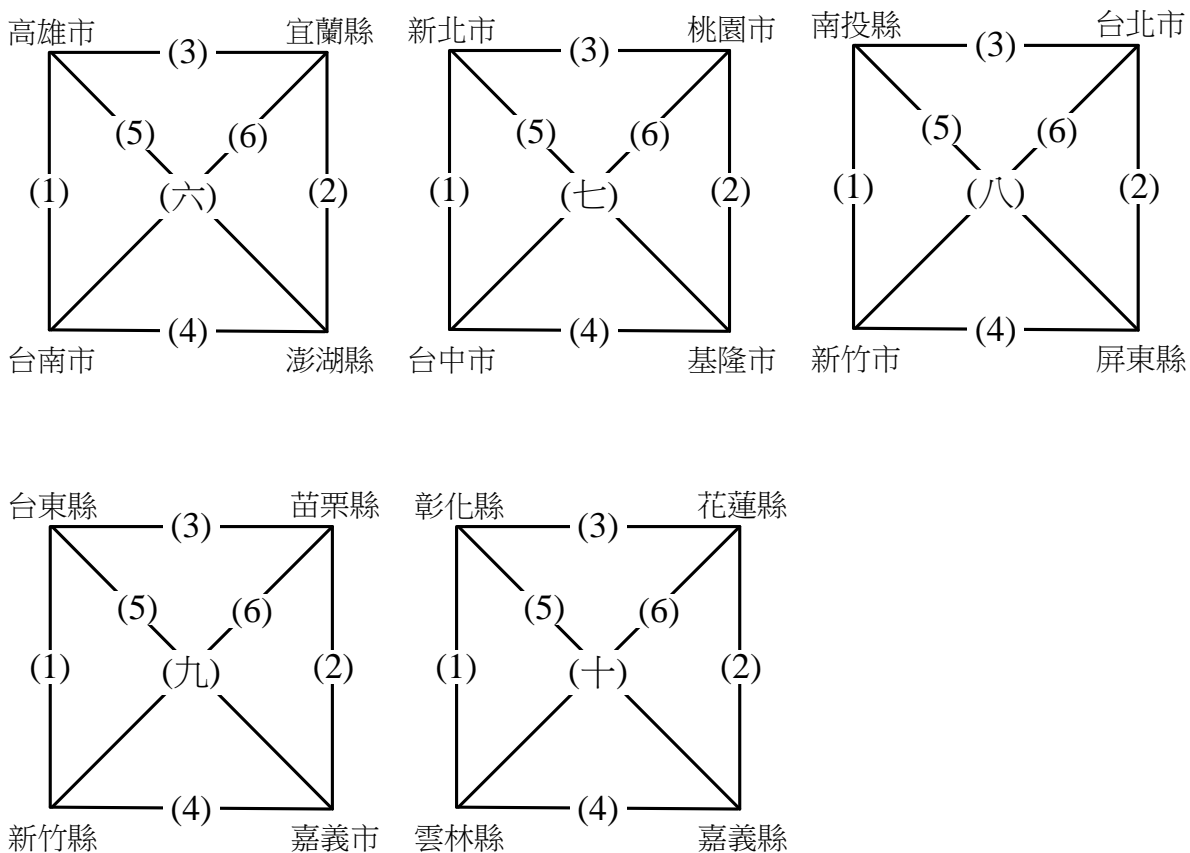 高雄市 宜蘭縣 新北市 桃園市 南投縣 台北市
(3) (3) (3)
(5) (6) (5) (6) (5) (6)
(1) (六) (2) (1) (七) (2) (1) (八) (2)
(4) (4) (4)
台南市 澎湖縣 台中市 基隆市 新竹市 屏東縣
台東縣 苗栗縣 彰化縣 花蓮縣
(3) (3)
(5) (6) (5) (6)
(1) (九) (2) (1) (十) (2)
(4) (4)
新竹縣 嘉義市 雲林縣 嘉義縣